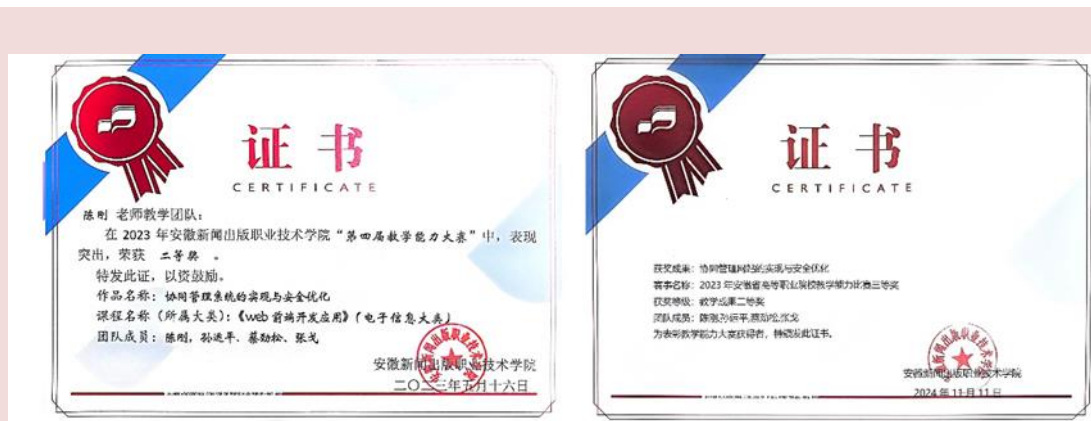 证书
CERTIFICATE
陈刚 老师教学团队：
在 2023 年安徽新闻出版职业技术学院“第四届教学能力大赛”中，表现
突出，荣获 二等奖 。
特发此证，以资鼓励。
作品名称：协同管理系统的实现与安全优化
课程名称（所属大类）：《web 前端开发应用》（电子信息大类）
团队成员：陈刚，孙远平、蔡劲松、张戈
安徽新闻出版职业技术学院
二〇二三年五月十六日
证书
CERTIFICATE
获奖成果：协同管理网站的实现与安全优化
赛事名称：2023 年安徽省高等职业院校教学能力比赛三等奖
获奖等级：教学成果二等奖
团队成员：陈刚,孙远平,蔡劲松,张戈
为表彰教学能力大赛获得者，特颁发此证书。
安徽新闻出版职业技术学院
2024 年 11 月 11 日